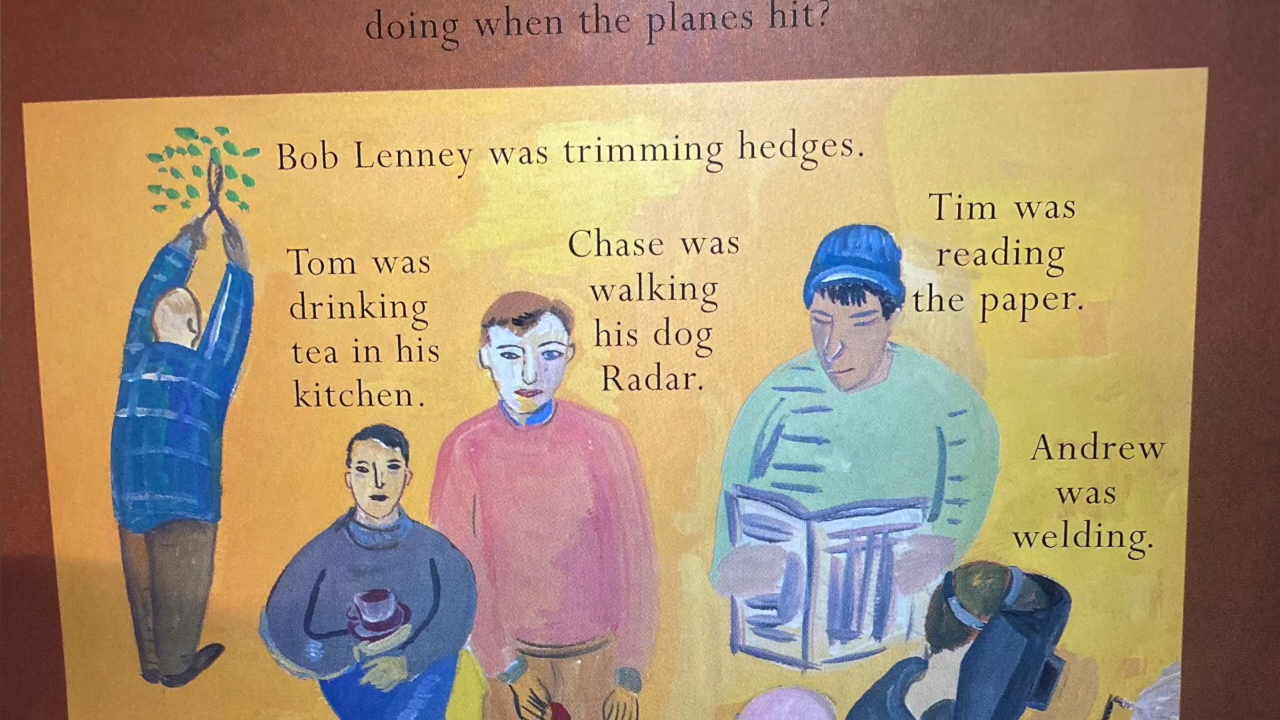 doing when the planes hit?
Bob Lenney was trimming hedges.
Tom was
drinking
tea in his
kitchen.
Chase was
walking
his dog
Radar.
Tim was
reading
the paper.
Andrew
was
welding.